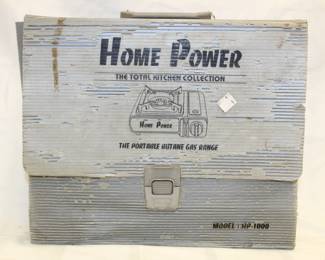 HOME POWER
THE TOTAL KITCHEN COLLECTION
HOME POWER
THE PORTABLE BUTANE GAS RANGE
MODEL : HP-1000